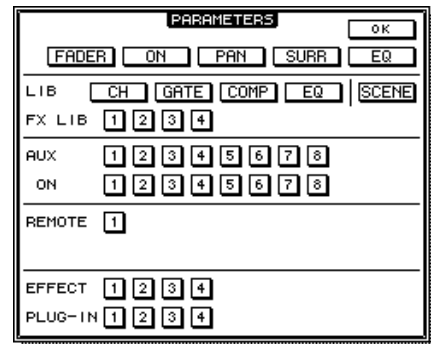 PARAMETERS
OK
FADER ON PAN SURR EQ
LIB CH GATE COMP EQ SCENE
FX LIB 1 2 3 4
AUX 1 2 3 4 5 6 7 8
ON 1 2 3 4 5 6 7 8
REMOTE 1
EFFECT 1 2 3 4
PLUG-IN 1 2 3 4